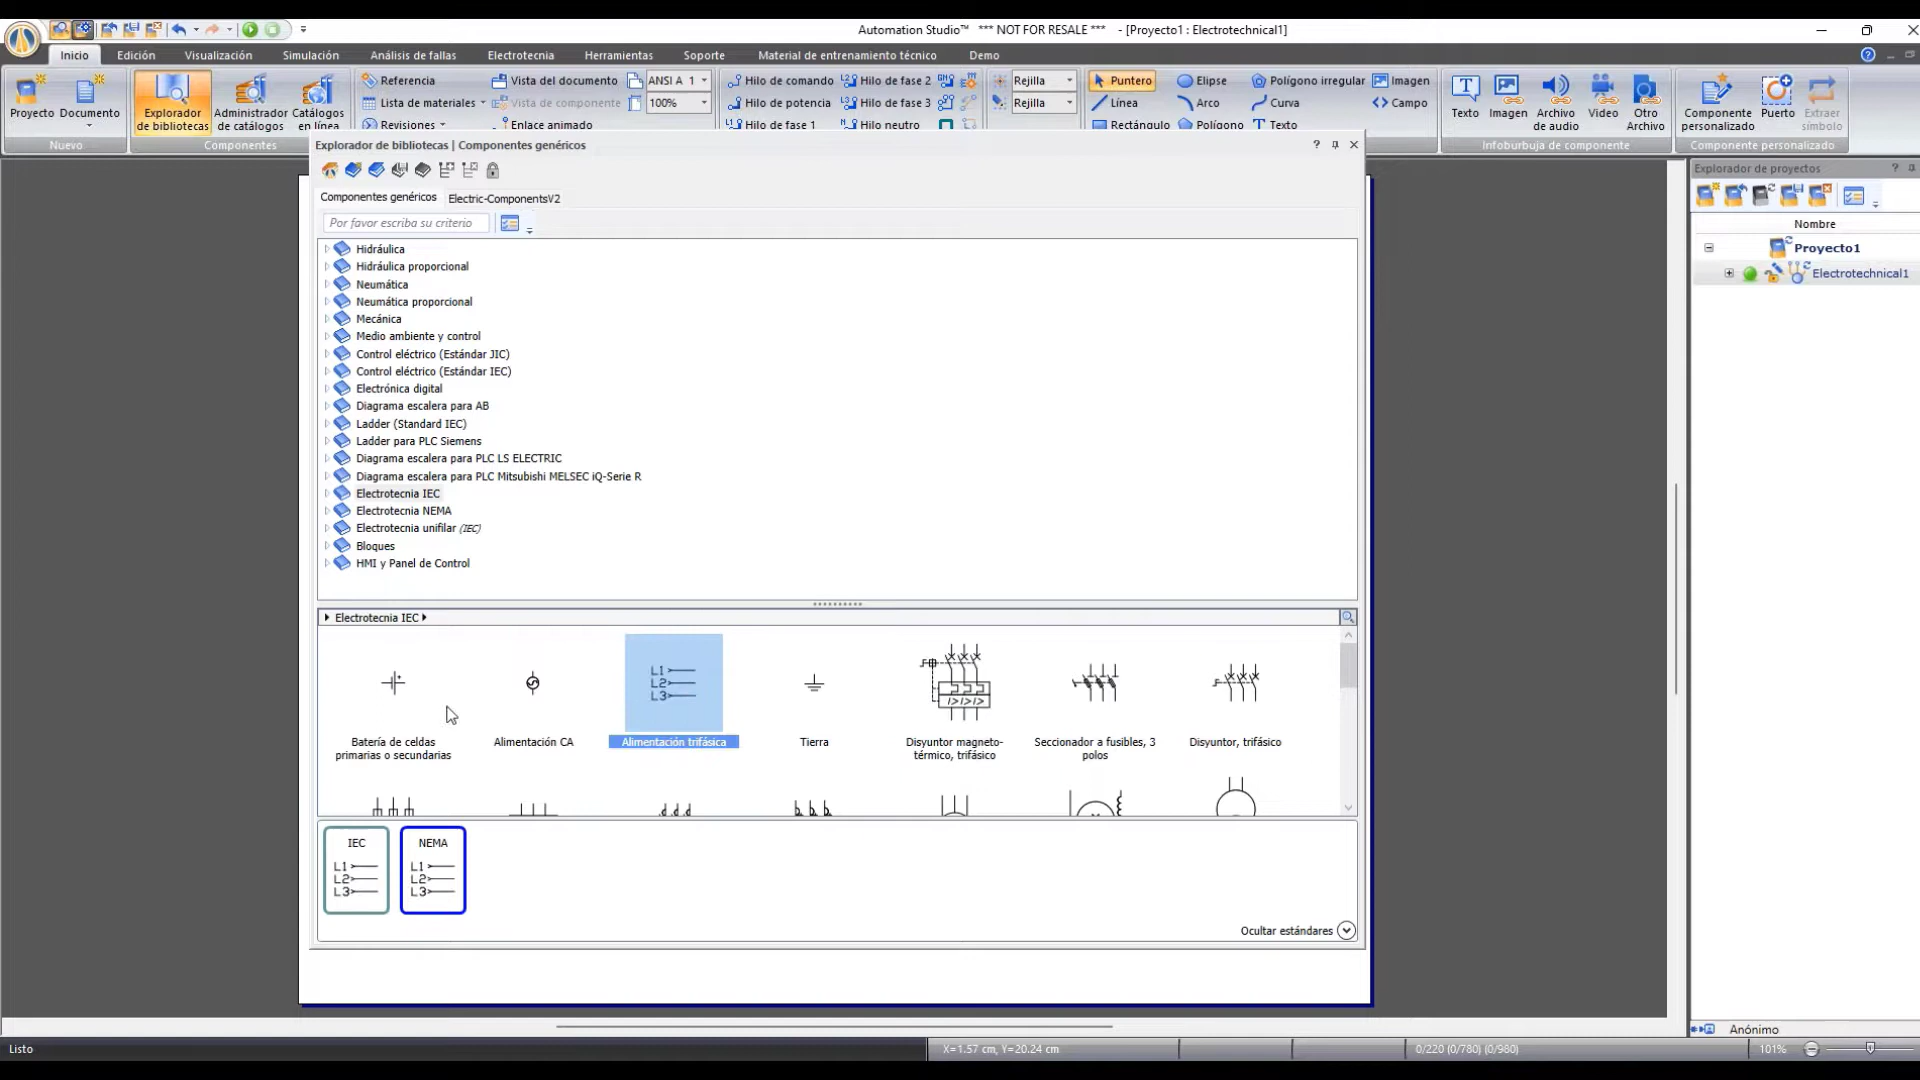 Automation Studio™ *** NOT FOR RESALE *** - [Proyecto1 : Electrotechnical1]
Inicio Edición Visualización Simulación Análisis de fallas Electrotecnia Herramientas Soporte Material de entrenamiento técnico Demo
Proyecto Documento
Nuevo
Explorador de bibliotecas
Administrador de catálogos
Catálogos en línea
Componentes
Referencia
Lista de materiales
Revisiones
Vista del documento
Vista de componente
Enlace animado
ANSI A 1
100%
Hilo de comando
Hilo de potencia
Hilo de fase 1
Hilo de fase 2
Hilo de fase 3
Hilo neutro
Rejilla
Rejilla
Puntero
Línea
Rectángulo
Elipse
Arco
Polígono
Polígono irregular
Curva
Texto
Imagen
Campo
Texto
Imagen
Archivo de audio
Video
Otro Archivo
Infoburbuja de componente
Componente personalizado
Puerto
Extraer símbolo
Componente personalizado
Explorador de bibliotecas | Componentes genéricos
Componentes genéricos Electric-ComponentsV2
Por favor escriba su criterio
Hidráulica
Hidráulica proporcional
Neumática
Neumática proporcional
Mecánica
Medio ambiente y control
Control eléctrico (Estándar JIC)
Control eléctrico (Estándar IEC)
Electrónica digital
Diagrama escalera para AB
Ladder (Standard IEC)
Ladder para PLC Siemens
Diagrama escalera para PLC LS ELECTRIC
Diagrama escalera para PLC Mitsubishi MELSEC iQ-Serie R
Electrotecnia IEC
Electrotecnia NEMA
Electrotecnia unifilar (IEC)
Bloques
HMI y Panel de Control
Electrotecnia IEC
L1
L2
L3
I>I>I>
Batería de celdas primarias o secundarias
Alimentación CA
Alimentación trifásica
Tierra
Disyuntor magneto-térmico, trifásico
Seccionador a fusibles, 3 polos
Disyuntor, trifásico
IEC
L1
L2
L3
NEMA
L1
L2
L3
Ocultar estándares
Explorador de proyectos
Nombre
Proyecto1
Electrotechnical1
Anónimo
Listo
X=1.57 cm, Y=20.24 cm
0/220 (0/780) (0/980)
101%